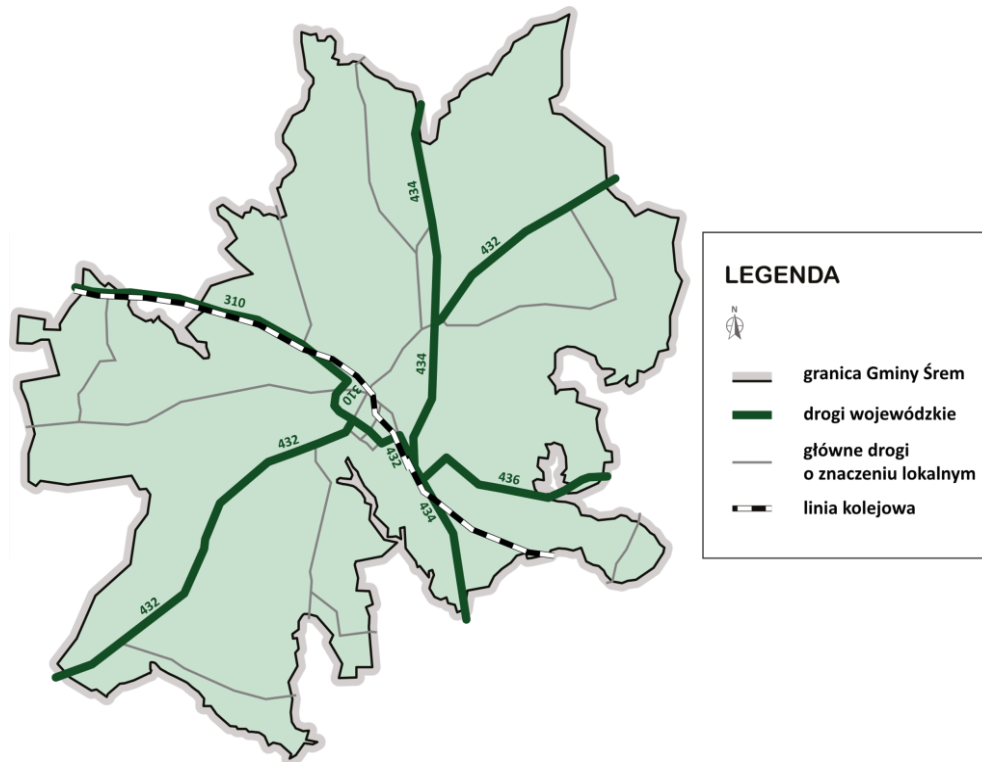 434
432
310
434
310
432
432
436
434
432
LEGENDA
N
granica Gminy Śrem
drogi wojewódzkie
główne drogi
o znaczeniu lokalnym
linia kolejowa